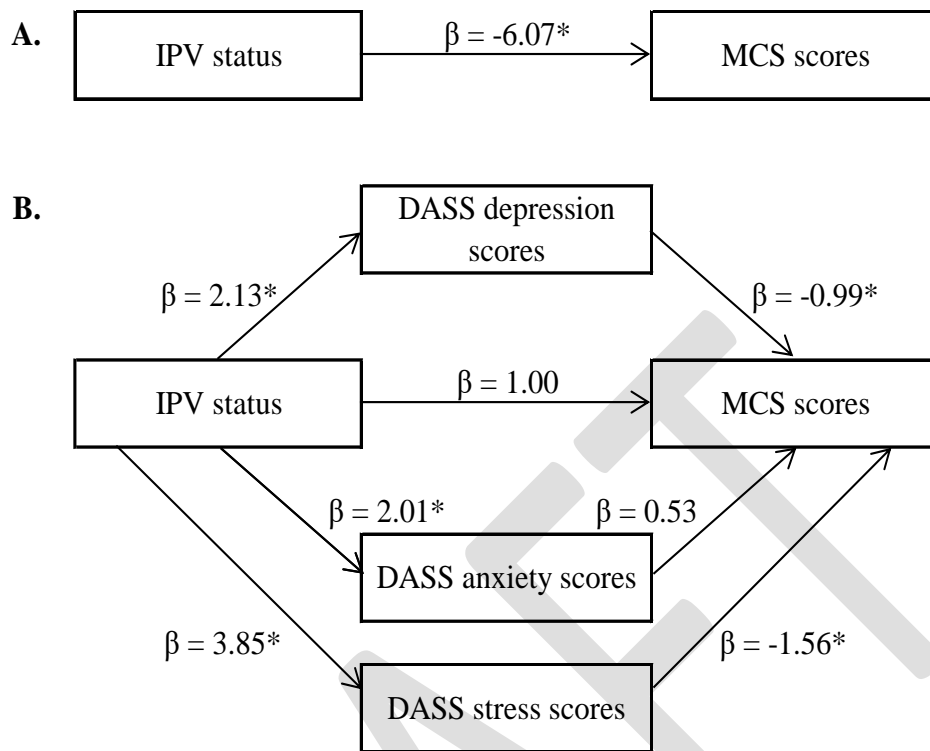 A.
IPV status
β = -6.07*
MCS scores
B.
DASS depression
scores
β = 2.13*
β = -0.99*
IPV status
β = 1.00
MCS scores
β = 2.01*
β = 0.53
DASS anxiety scores
β = 3.85*
β = -1.56*
DASS stress scores